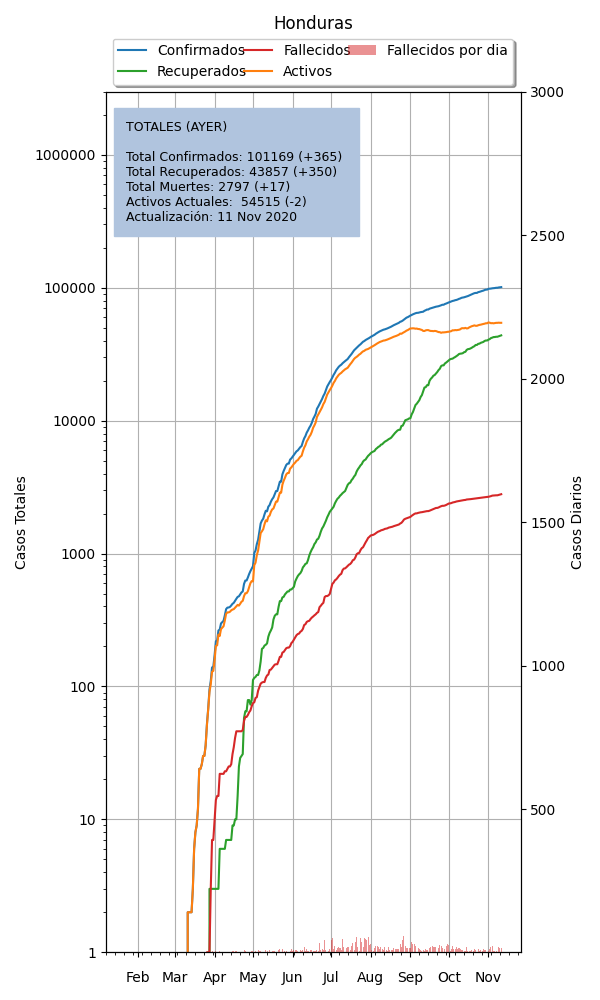 Honduras
Confirmados Fallecidos Fallecidos por dia
Recuperados Activos
TOTALES (AYER)
Total Confirmados: 101169 (+365)
Total Recuperados: 43857 (+350)
Total Muertes: 2797 (+17)
Activos Actuales:  54515 (-2)
Actualización: 11 Nov 2020
Casos Totales
1000000
100000
10000
1000
100
10
1
3000
2500
2000
1500
1000
500
Casos Diarios
Feb Mar Apr May Jun Jul Aug Sep Oct Nov